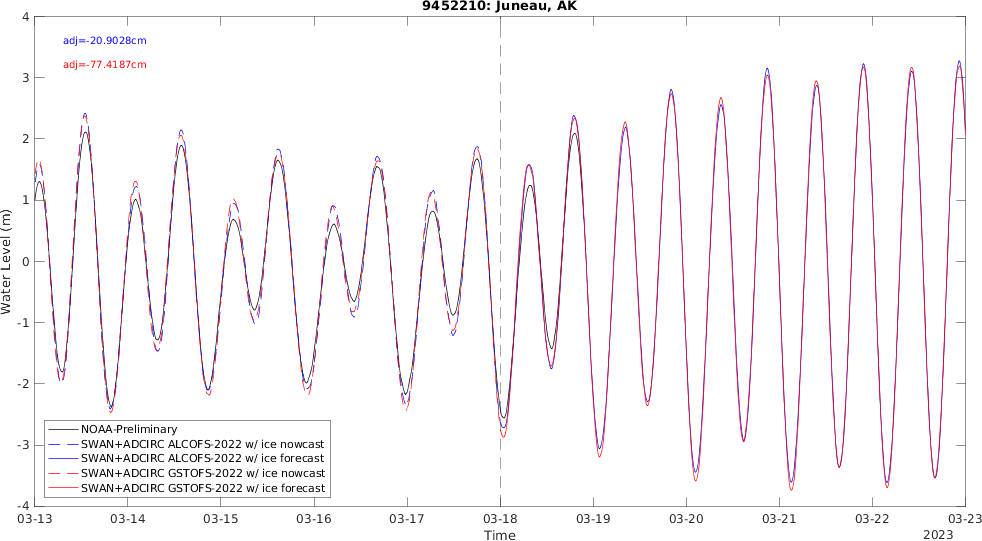 9452210: Juneau, AK
adj=-20.9028cm
adj=-77.4187cm
Water Level (m)
4
3
2
1
0
-1
-2
-3
-4
NOAA-Preliminary
SWAN+ADCIRC ALCOFS-2022 w/ ice nowcast
SWAN+ADCIRC ALCOFS-2022 w/ ice forecast
SWAN+ADCIRC GSTOFS-2022 w/ ice nowcast
SWAN+ADCIRC GSTOFS-2022 w/ ice forecast
03-13 03-14 03-15 03-16 03-17 03-18 03-19 03-20 03-21 03-22 03-23
Time
2023